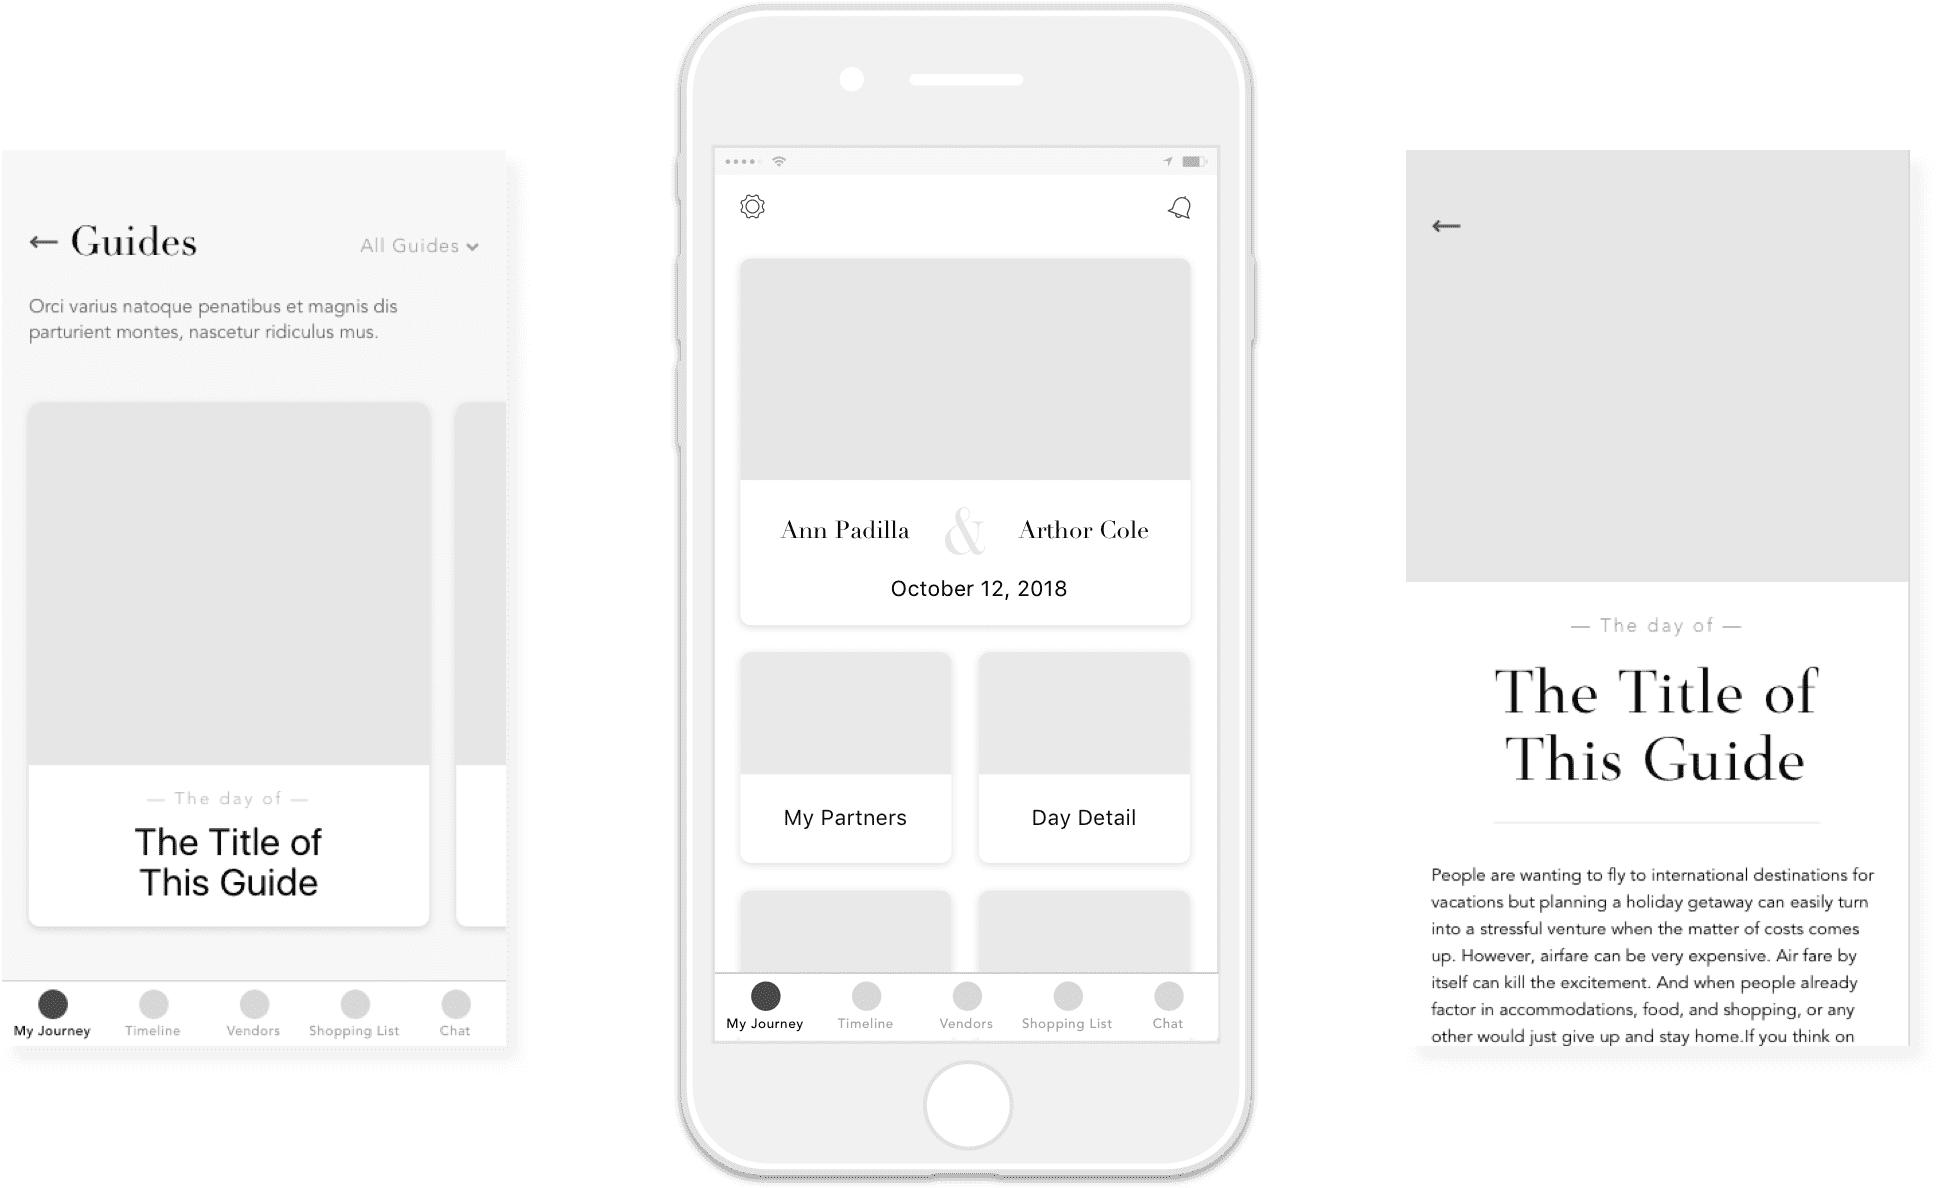 Guides
All Guides
Orci varius natoque penatibus et magnis dis
parturient montes, nascetur ridiculus mus.
— The day of —
The Title of
This Guide
My Journey
Timeline
Vendors
Shopping List
Chat
Ann Padilla & Arthor Cole
October 12, 2018
My Partners
Day Detail
My Journey
Timeline
Vendors
Shopping List
Chat
— The day of —
The Title of
This Guide
People are wanting to fly to international destinations for
vacations but planning a holiday getaway can easily turn
into a stressful venture when the matter of costs comes
up. However, airfare can be very expensive. Air fare by
itself can kill the excitement. And when people already
factor in accommodations, food, and shopping, or any
other would just give up and stay home.If you think on